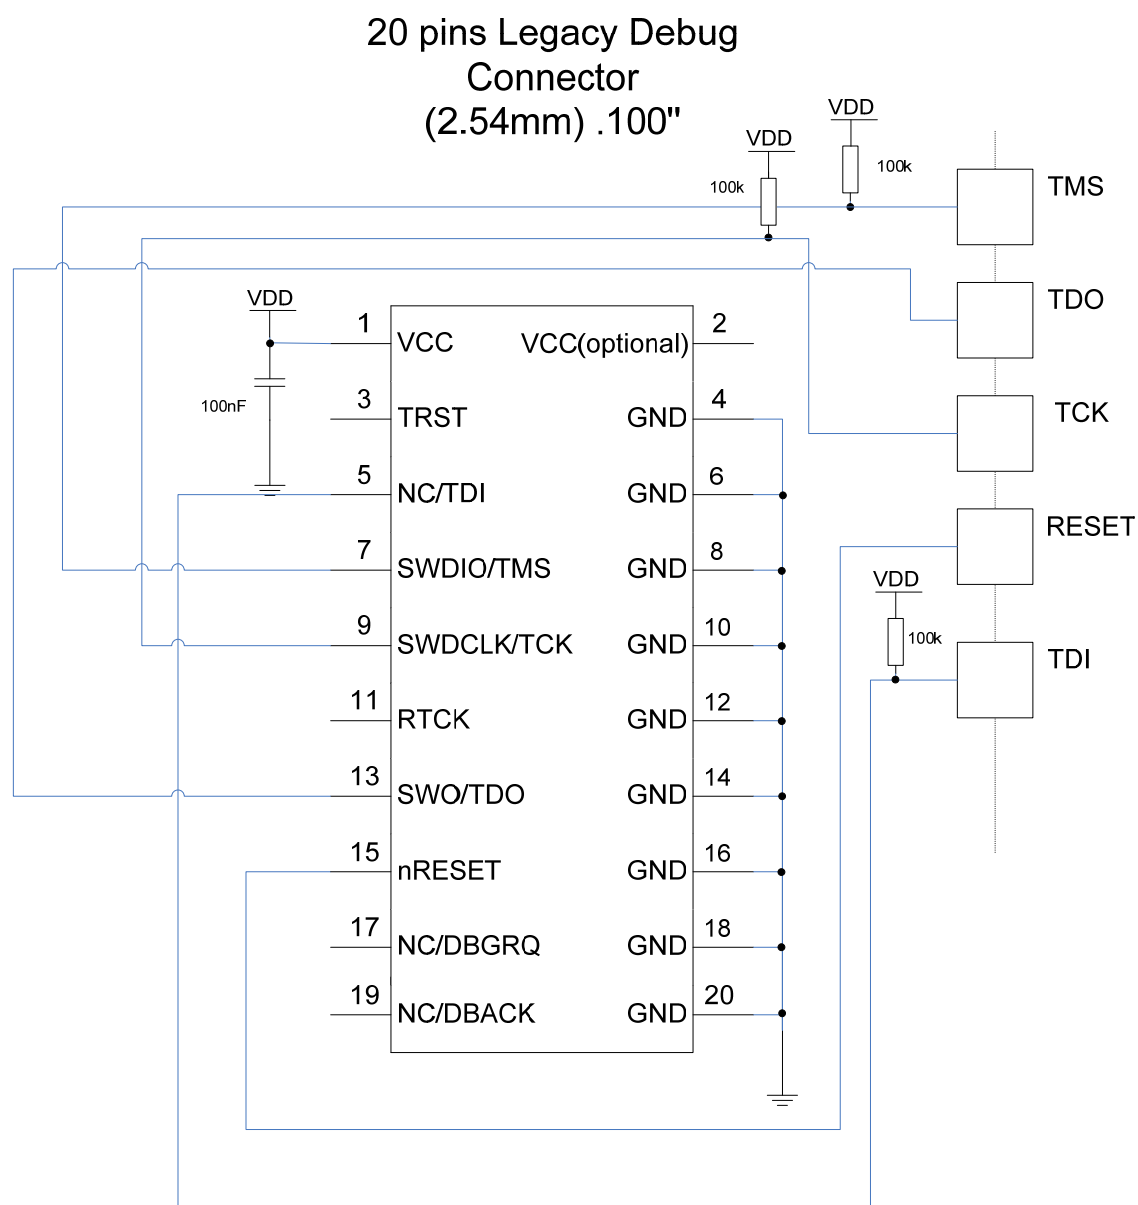 20 pins Legacy Debug
Connector
(2.54mm) .100"
VDD
VDD
100k
100k
TMS
TDO
TCK
RESET
VDD
100k
TDI
VDD
100nF
1
VCC
VCC(optional)
2
3
TRST
GND
4
5
NC/TDI
GND
6
7
SWDIO/TMS
GND
8
9
SWDCLK/TCK
GND
10
11
RTCK
GND
12
13
SWO/TDO
GND
14
15
nRESET
GND
16
17
NC/DBGRQ
GND
18
19
NC/DBACK
GND
20